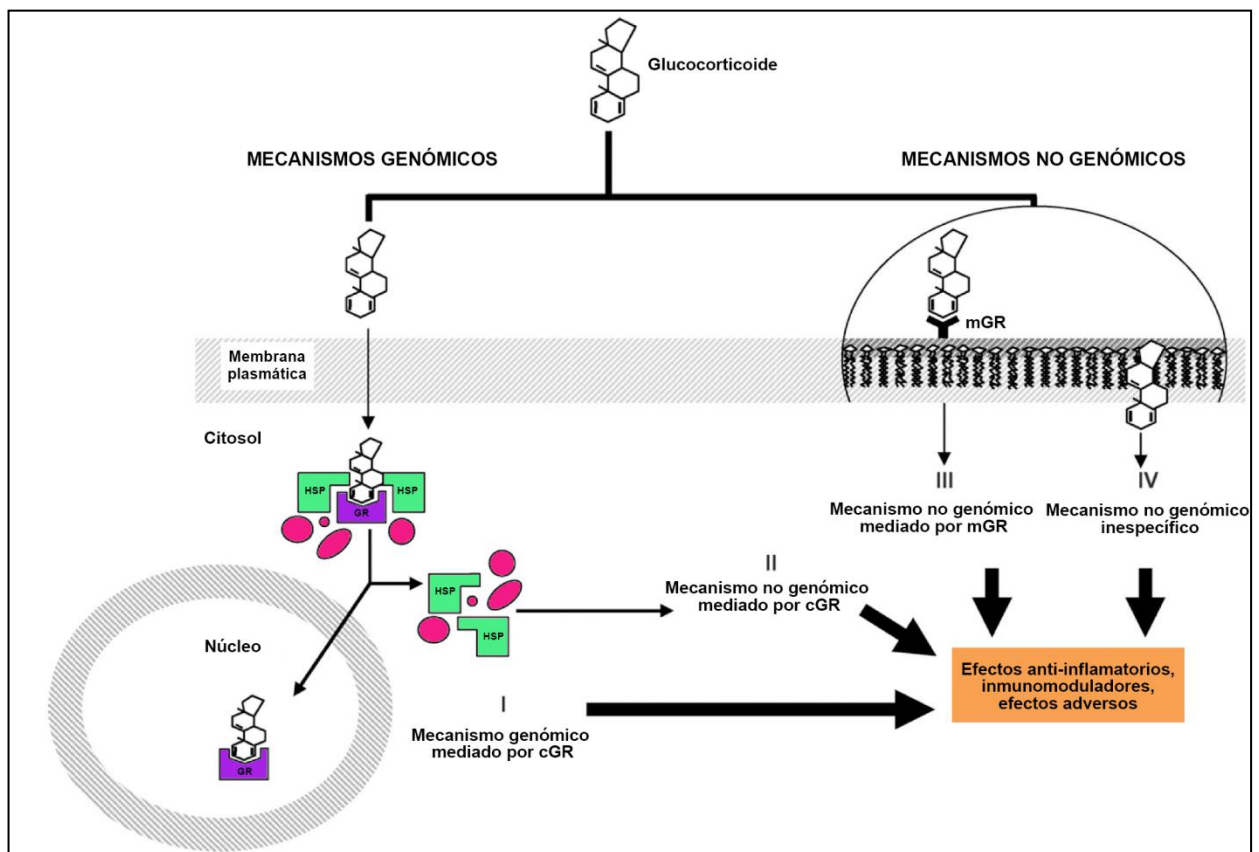 Glucocorticoide
MECANISMOS GENÓMICOS
MECANISMOS NO GENÓMICOS
mGR
Membrana
plasmática
Citosol
HSP
HSP
GR
III
Mecanismo no genómico
mediado por mGR
IV
Mecanismo no genómico
inespecífico
II
Mecanismo no genómico
mediado por cGR
HSP
HSP
Núcleo
GR
I
Mecanismo genómico
mediado por cGR
Efectos anti-inflamatorios,
inmunomoduladores,
efectos adversos